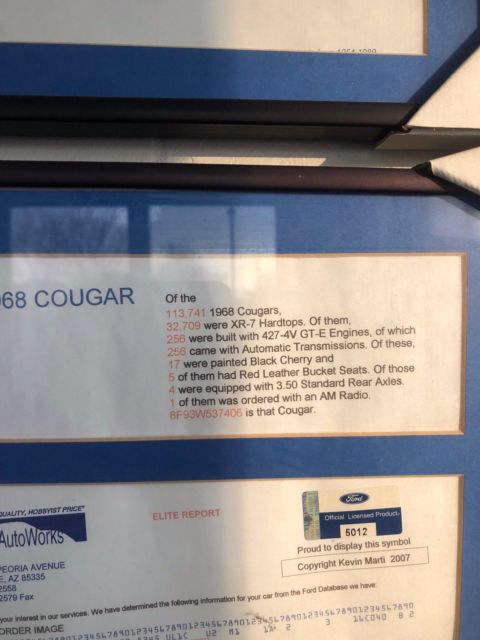 1954-1989
968 COUGAR
Of the
113,741 1968 Cougars,
32,709 were XR-7 Hardtops. Of them,
256 were built with 427-4V GT-E Engines, of which
256 came with Automatic Transmissions. Of these,
17 were painted Black Cherry and
5 of them had Red Leather Bucket Seats. Of those
4 were equipped with 3.50 Standard Rear Axles.
1 of them was ordered with an AM Radio.
8F93W537406 is that Cougar.
QUALITY, HOBBYIST PRICE"
AutoWorks
PEORIA AVENUE
E, AZ 85335
2558
2579 Fax
ELITE REPORT
Ford
Official Licensed Product
5012
Proud to display this symbol
Copyright Kevin Marti 2007
your interest in our services. We have determined the following information for your car from the Ford Database we have:
ORDER IMAGE